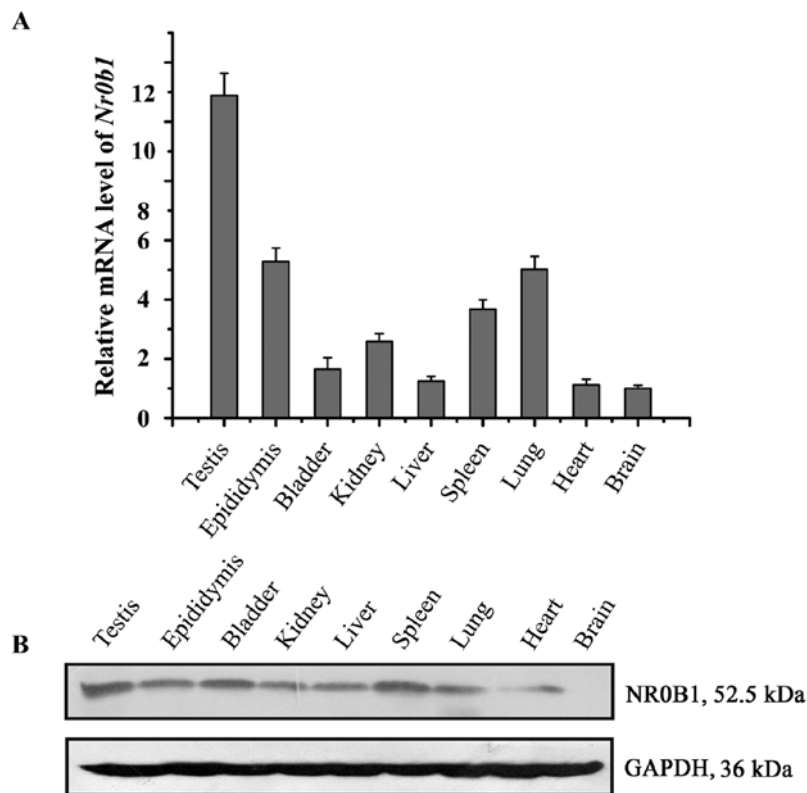 A
Relative mRNA level of Nr0b1
12
10
8
6
4
2
0
Testis
Epididymis
Bladder
Kidney
Liver
Spleen
Lung
Heart
Brain
Testis
Epididymis
Bladder
Kidney
Liver
Spleen
Lung
Heart
Brain
B
NR0B1, 52.5 kDa
GAPDH, 36 kDa